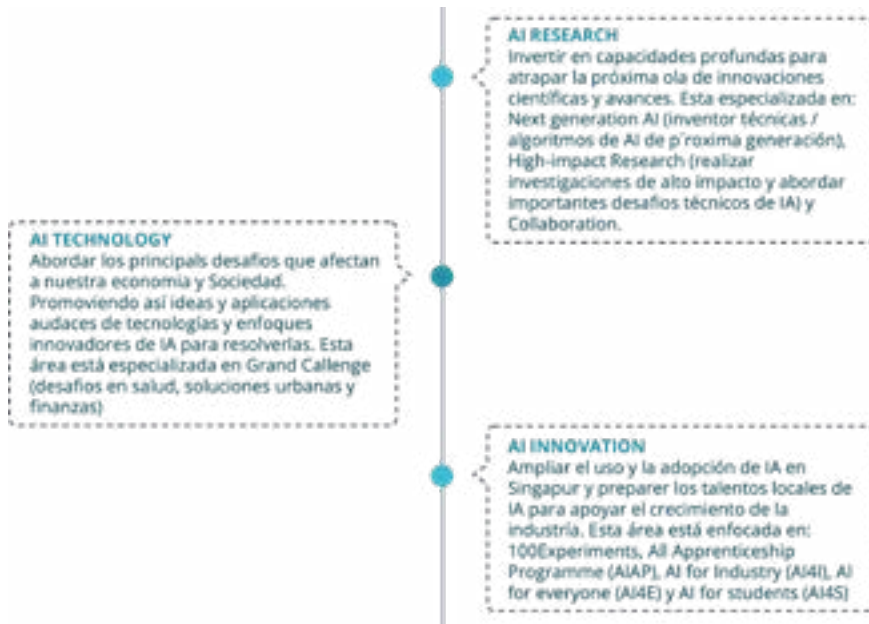 AI RESEARCH
Invertir en capacidades profundas para
atrapar la próxima ola de innovaciones
científicas y avances. Esta especializada en:
Next generation AI (inventor técnicas /
algoritmos de AI de p´roxima generación),
High-impact Research (realizar
investigaciones de alto impacto y abordar
importantes desafios técnicos de IA) y
Collaboration.
AI TECHNOLOGY
Abordar los principals desafios que afectan
a nuestra economia y Sociedad.
Promoviendo así ideas y aplicaciones
audaces de tecnologías y enfoques
innovadores de IA para resolverlas. Esta
área está especializada en Grand Callenge
(desafios en salud, soluciones urbanas y
finanzas)
AI INNOVATION
Ampliar el uso y la adopción de IA en
Singapur y preparer los talentos locales de
IA para apoyar el crecimiento de la
industría. Esta área está enfocada en:
100Experiments, All Apprenticeship
Programme (AIAP), AI for Industry (AI4I), AI
for everyone (AI4E) y AI for students (AI4S)